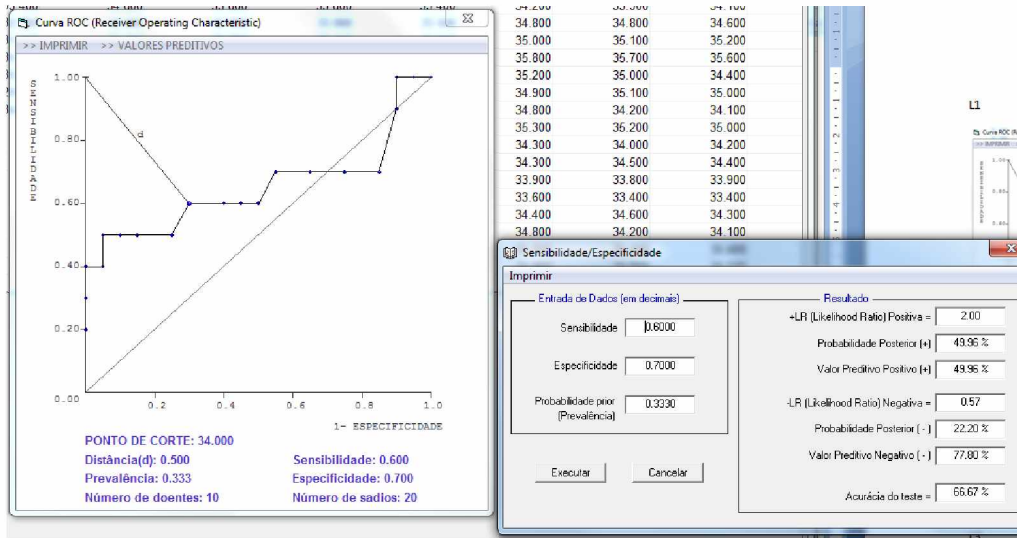 Curva ROC (Receiver Operating Characteristic)
>> IMPRIMIR >> VALORES PREDITIVOS
SENSIBILIDADE
1.00
0.80
0.60
0.40
0.20
0.00
d
0.2 0.4 0.6 0.8 1.0
1- ESPECIFICIDADE
PONTO DE CORTE: 34.000
Distância(d): 0.500 Sensibilidade: 0.600
Prevalência: 0.333 Especificidade: 0.700
Número de doentes: 10 Número de sadios: 20
34.800 34.800 34.600
35.000 35.100 35.200
35.800 36.700 35.600
35.200 35.000 34.400
34.900 35.100 35.000
34.800 34.200 34.100
35.300 36.200 35.000
34.300 34.000 34.200
34.300 34.500 34.400
33.900 33.800 33.900
33.600 33.400 33.400
34.400 34.600 34.300
34.800 34.200 34.100
L1
Sensibilidade/Especificidade
Imprimir
Entrada de Dados (em decimais)
Sensibilidade 0.6000
Especificidade 0.7000
Probabilidade prior
(Prevalência) 0.3330
Executar Cancelar
Resultado
+LR (Likelihood Ratio) Positiva = 2.00
Probabilidade Posterior (+) 49.96 %
Valor Preditivo Positivo (+) 49.96 %
-LR (Likelihood Ratio) Negativa = 0.57
Probabilidade Posterior ( - ) 22.20 %
Valor Preditivo Negativo ( - ) 77.80 %
Acurácia do teste = 66.67 %